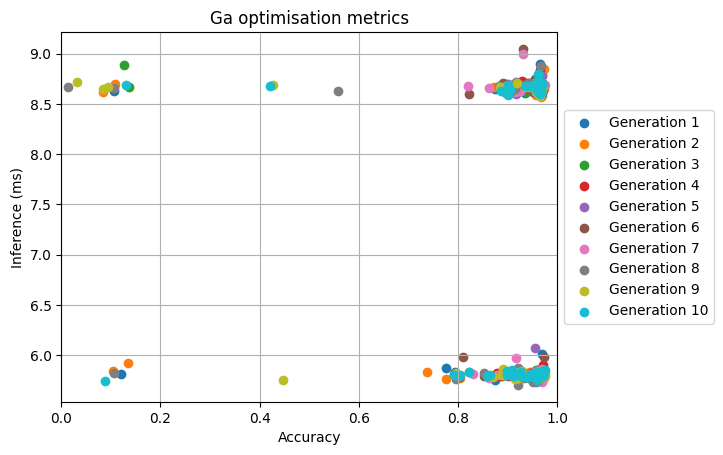 Ga optimisation metrics
9.0
8.5
8.0
7.5
7.0
6.5
6.0
Inference (ms)
0.0 0.2 0.4 0.6 0.8 1.0
Accuracy
Generation 1
Generation 2
Generation 3
Generation 4
Generation 5
Generation 6
Generation 7
Generation 8
Generation 9
Generation 10